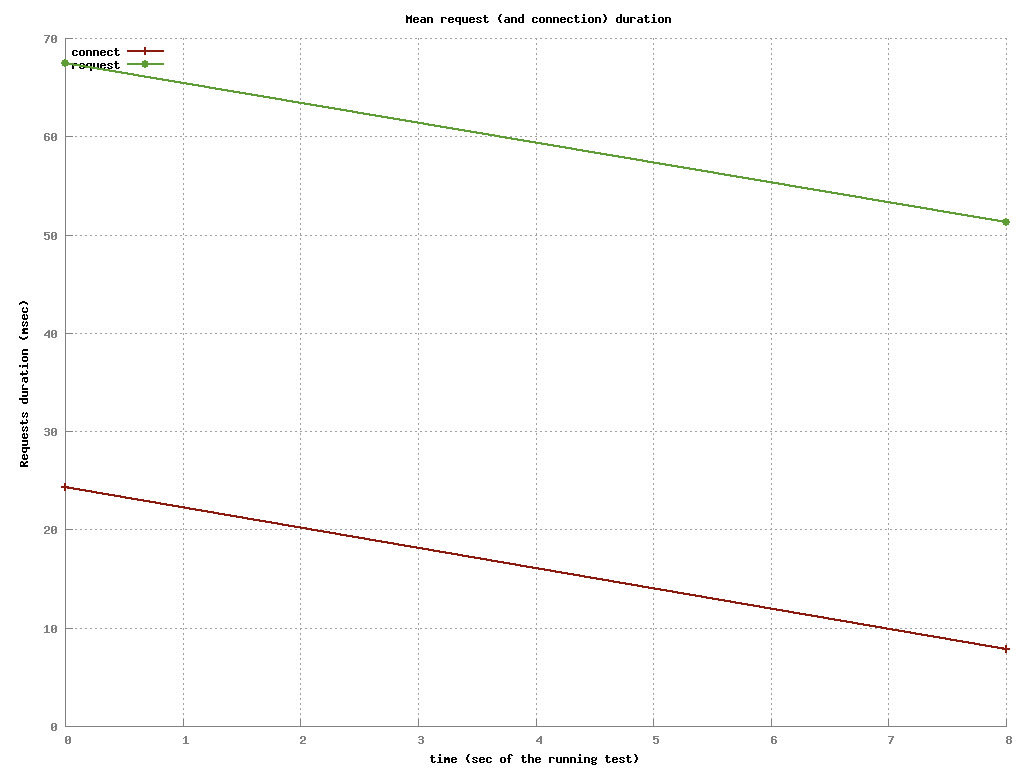 Mean request (and connection) duration
connect
request
70
60
50
40
30
20
10
0
Requests duration (msec)
0 1 2 3 4 5 6 7 8
time (sec of the running test)